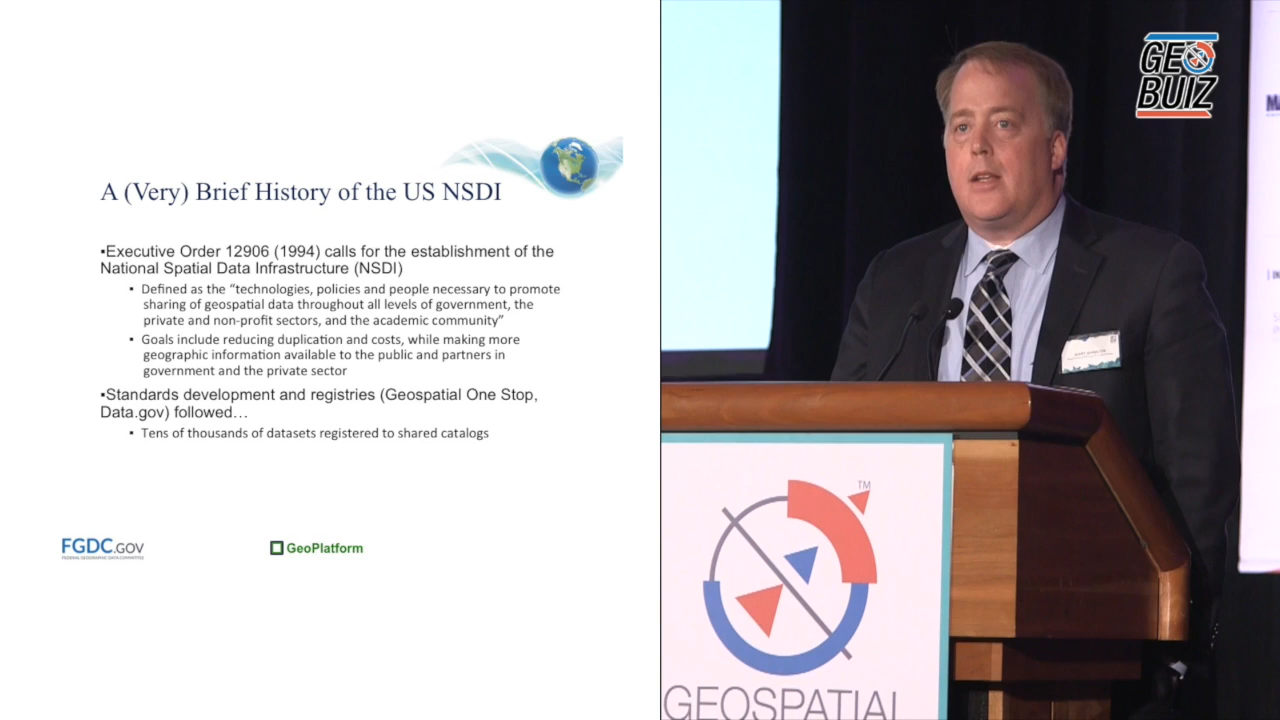 A (Very) Brief History of the US NSDI
▪Executive Order 12906 (1994) calls for the establishment of the
National Spatial Data Infrastructure (NSDI)
▪ Defined as the “technologies, policies and people necessary to promote
sharing of geospatial data throughout all levels of government, the
private and non-profit sectors, and the academic community”
▪ Goals include reducing duplication and costs, while making more
geographic information available to the public and partners in
government and the private sector
▪Standards development and registries (Geospatial One Stop,
Data.gov) followed…
▪ Tens of thousands of datasets registered to shared catalogs
FGDC.GOV
FEDERAL GEOGRAPHIC DATA COMMITTEE
GeoPlatform
GEO
BUIZ
TM
GEOSPATIAL